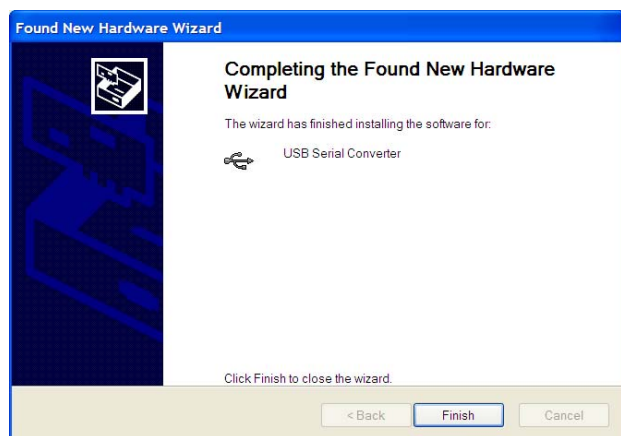 Found New Hardware Wizard
Completing the Found New Hardware
Wizard
The wizard has finished installing the software for:
USB Serial Converter
Click Finish to close the wizard.
< Back
Finish
Cancel